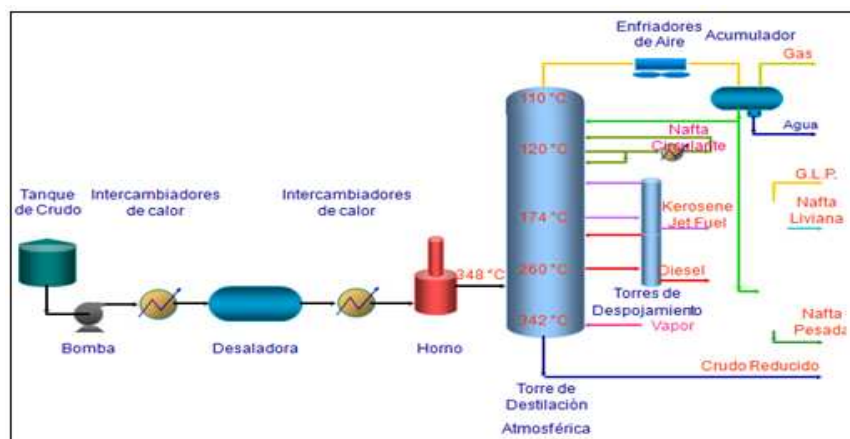 Enfriadores
de Aire
Acumulador
Gas
110 °C
Agua
Nafta
Circulante
120°C
G.L.P.
Tanque
de Crudo
Intercambiadores
de calor
Intercambiadores
de calor
Nafta
Liviana
Kerosene
Jet Fuel
174 °C
348 °C
260 °C
Diesel
Torres de
Despojamiento
342°C
Vapor
Nafta
Pesada
Bomba
Desaladora
Horno
Crudo Reducido
Torre de
Destilación
Atmosférica